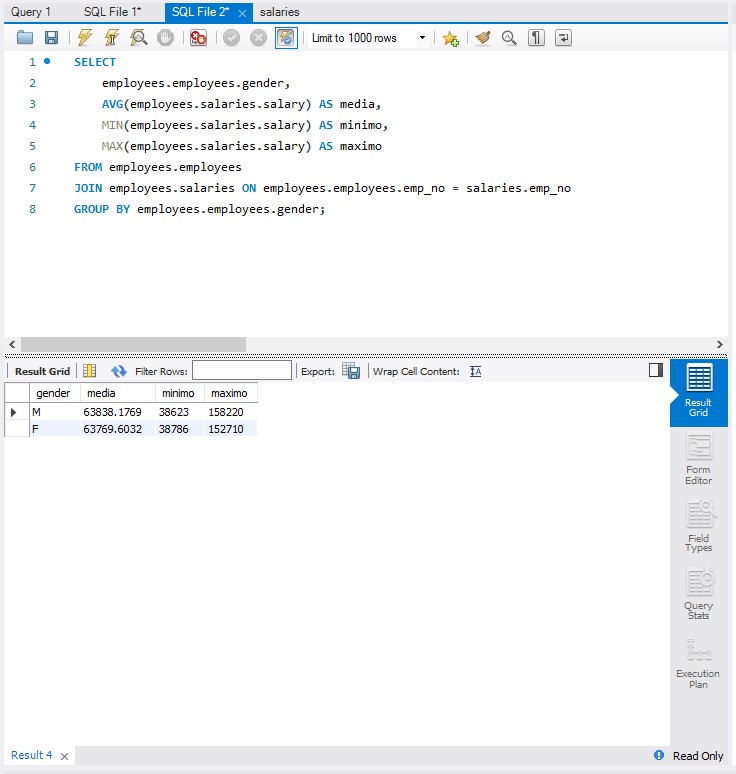 Query 1 SQL File 1* SQL File 2* salaries
Limit to 1000 rows
1 SELECT
2 employees.employees.gender,
3 AVG(employees.salaries.salary) AS media,
4 MIN(employees.salaries.salary) AS minimo,
5 MAX(employees.salaries.salary) AS maximo
6 FROM employees.employees
7 JOIN employees.salaries ON employees.employees.emp_no = salaries.emp_no
8 GROUP BY employees.employees.gender;
Result Grid Filter Rows: Export: Wrap Cell Content: IA
gender media minimo maximo
M 63838.1769 38623 158220
F 63769.6032 38786 152710
Result
Grid
Form
Editor
Field
Types
Query
Stats
Execution
Plan
Result 4 Read Only